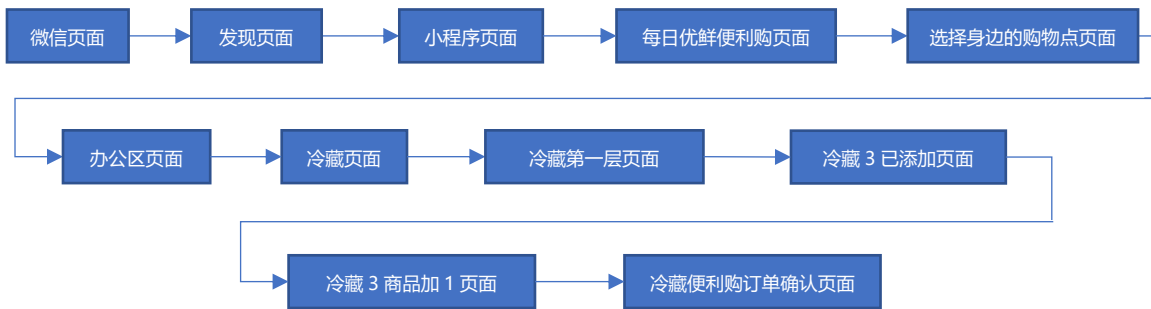 微信页面
发现页面
小程序页面
每日优鲜便利购页面
选择身边的购物点页面
办公区页面
冷藏页面
冷藏第一层页面
冷藏 3 已添加页面
冷藏 3 商品加 1 页面
冷藏便利购订单确认页面